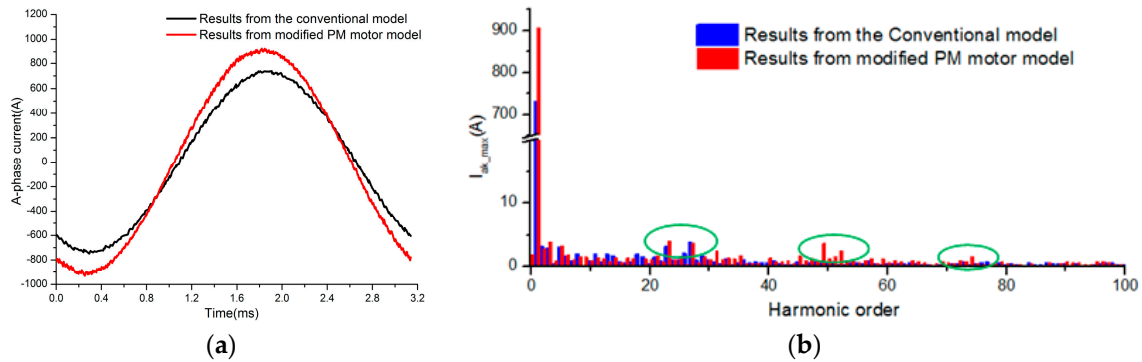 Results from the conventional model
Results from modified PM motor model
1200
1000
800
600
400
200
0
-200
-400
-600
-800
-1000
A-phase current(A)
0.0 0.4 0.8 1.2 1.6 2.0 2.4 2.8 3.2
Time(ms)
(a)
Results from the Conventional model
Results from modified PM motor model
900
800
700
10
0
I_ak_max(A)
0 20 40 60 80 100
Harmonic order
(b)